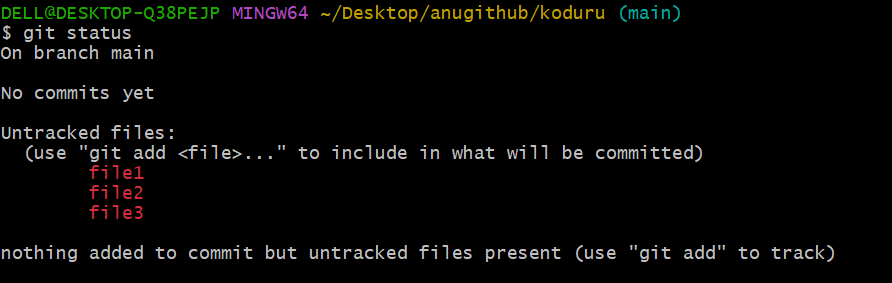 DELL@DESKTOP-Q38PEJP MINGW64 ~/Desktop/anugithub/koduru (main)
$ git status
On branch main
No commits yet
Untracked files:
(use "git add <file>..." to include in what will be committed)
file1
file2
file3
nothing added to commit but untracked files present (use "git add" to track)